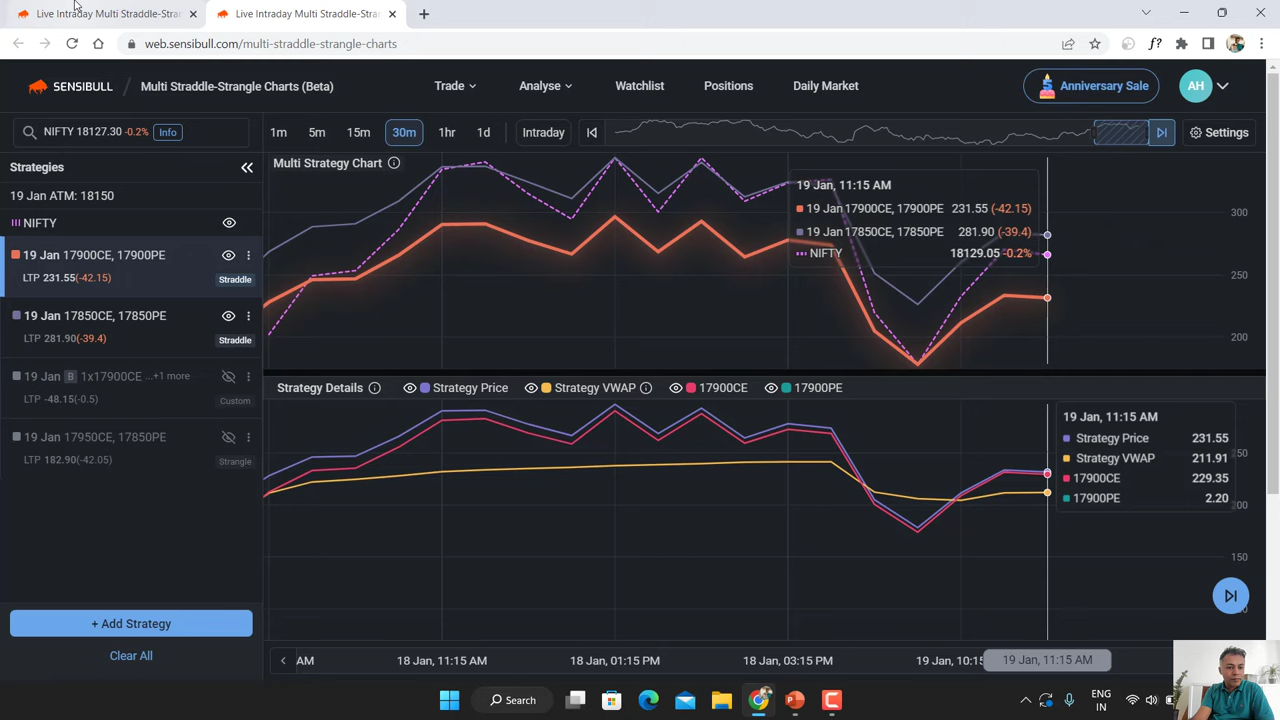 Live Intraday Multi Straddle-Stra
Live Intraday Multi Straddle-Stran
web.sensibull.com/multi-straddle-strangle-charts
SENSIBULL / Multi Straddle-Strangle Charts (Beta)
Trade Analyse Watchlist Positions Daily Market
5 Anniversary Sale AH
NIFTY 18127.30 -0.2% Info
1m 5m 15m 30m 1hr 1d Intraday Settings
Strategies
19 Jan ATM: 18150
NIFTY
19 Jan 17900CE, 17900PE
LTP 231.55(-42.15) Straddle
19 Jan 17850CE, 17850PE
LTP 281.90(-39.4) Straddle
19 Jan B 1x17900CE ...+1 more
LTP -48.15(-0.5) Custom
19 Jan 17950CE, 17850PE
LTP 182.90(-42.05) Strangle
+ Add Strategy
Clear All
Multi Strategy Chart
19 Jan, 11:15 AM
19 Jan 17900CE, 17900PE 231.55 (-42.15)
19 Jan 17850CE, 17850PE 281.90 (-39.4)
NIFTY 18129.05 -0.2%
300
250
200
Strategy Details Strategy Price Strategy VWAP 17900CE 17900PE
19 Jan, 11:15 AM
Strategy Price 231.55
Strategy VWAP 211.91
17900CE 229.35
17900PE 2.20
250
200
150
AM 18 Jan, 11:15 AM 18 Jan, 01:15 PM 18 Jan, 03:15 PM 19 Jan, 10:15 19 Jan, 11:15 AM
Search
ENG
IN